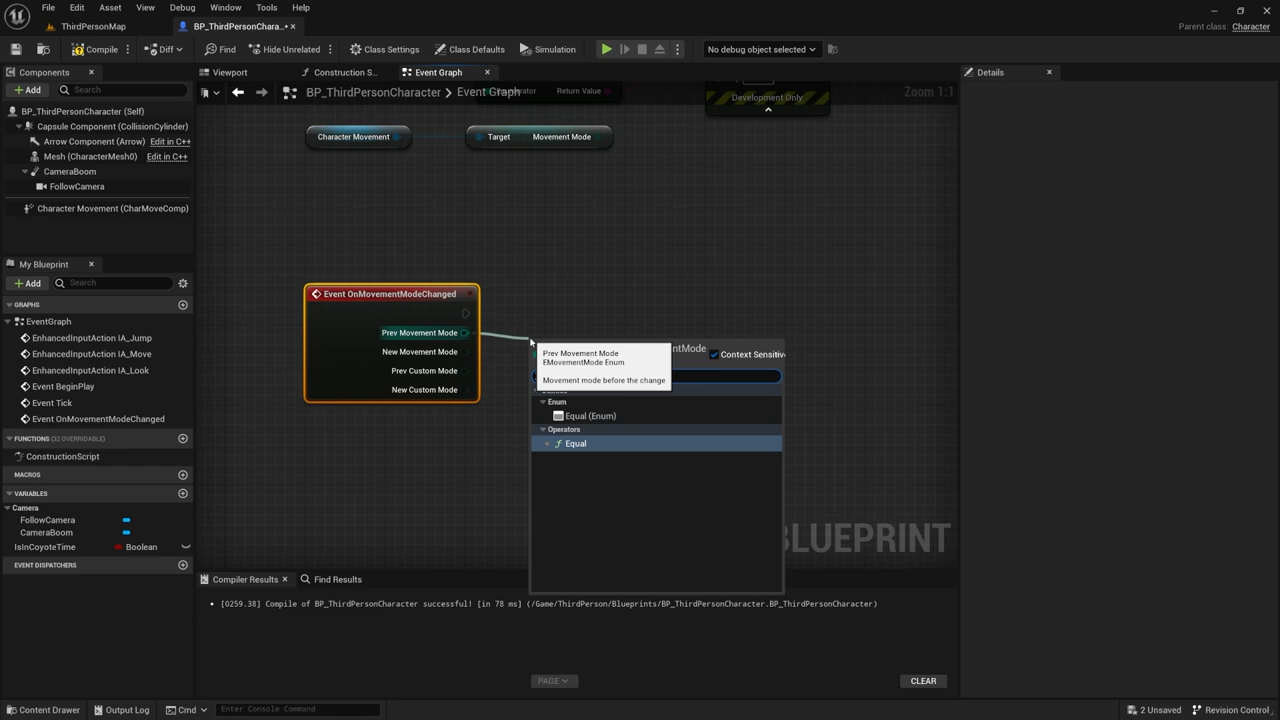 File Edit Asset View Debug Window Tools Help
ThirdPersonMap
BP_ThirdPersonChara...•
Parent class: Character
Compile Diff Find Hide Unrelated Class Settings Class Defaults Simulation No debug object selected
Components
Viewport
Construction S...
Event Graph
Details
Add Search
BP_ThirdPersonCharacter > Event Graph
Return Value
Zoom 1:1
Development Only
BP_ThirdPersonCharacter (Self)
Capsule Component (CollisionCylinder)
Arrow Component (Arrow) Edit in C++
Mesh (CharacterMesh0) Edit in C++
CameraBoom
FollowCamera
Character Movement (CharMoveComp)
Character Movement
Target Movement Mode
My Blueprint
Add Search
GRAPHS
EventGraph
EnhancedInputAction IA_Jump
EnhancedInputAction IA_Move
EnhancedInputAction IA_Look
Event BeginPlay
Event Tick
Event OnMovementModeChanged
FUNCTIONS (32 OVERRIDABLE)
ConstructionScript
MACROS
VARIABLES
Camera
FollowCamera
CameraBoom
IsInCoyoteTime Boolean
EVENT DISPATCHERS
Event OnMovementModeChanged
Prev Movement Mode
New Movement Mode
Prev Custom Mode
New Custom Mode
ntMode
Context Sensitiv
Prev Movement Mode
EMovementMode Enum
Movement mode before the change
Enum
Equal (Enum)
Operators
Equal
BLUEPRINT
Compiler Results
Find Results
[0259.38] Compile of BP_ThirdPersonCharacter successful! [in 78 ms] (/Game/ThirdPerson/Blueprints/BP_ThirdPersonCharacter.BP_ThirdPersonCharacter)
PAGE
CLEAR
Content Drawer Output Log Cmd Enter Console Command 2 Unsaved Revision Control